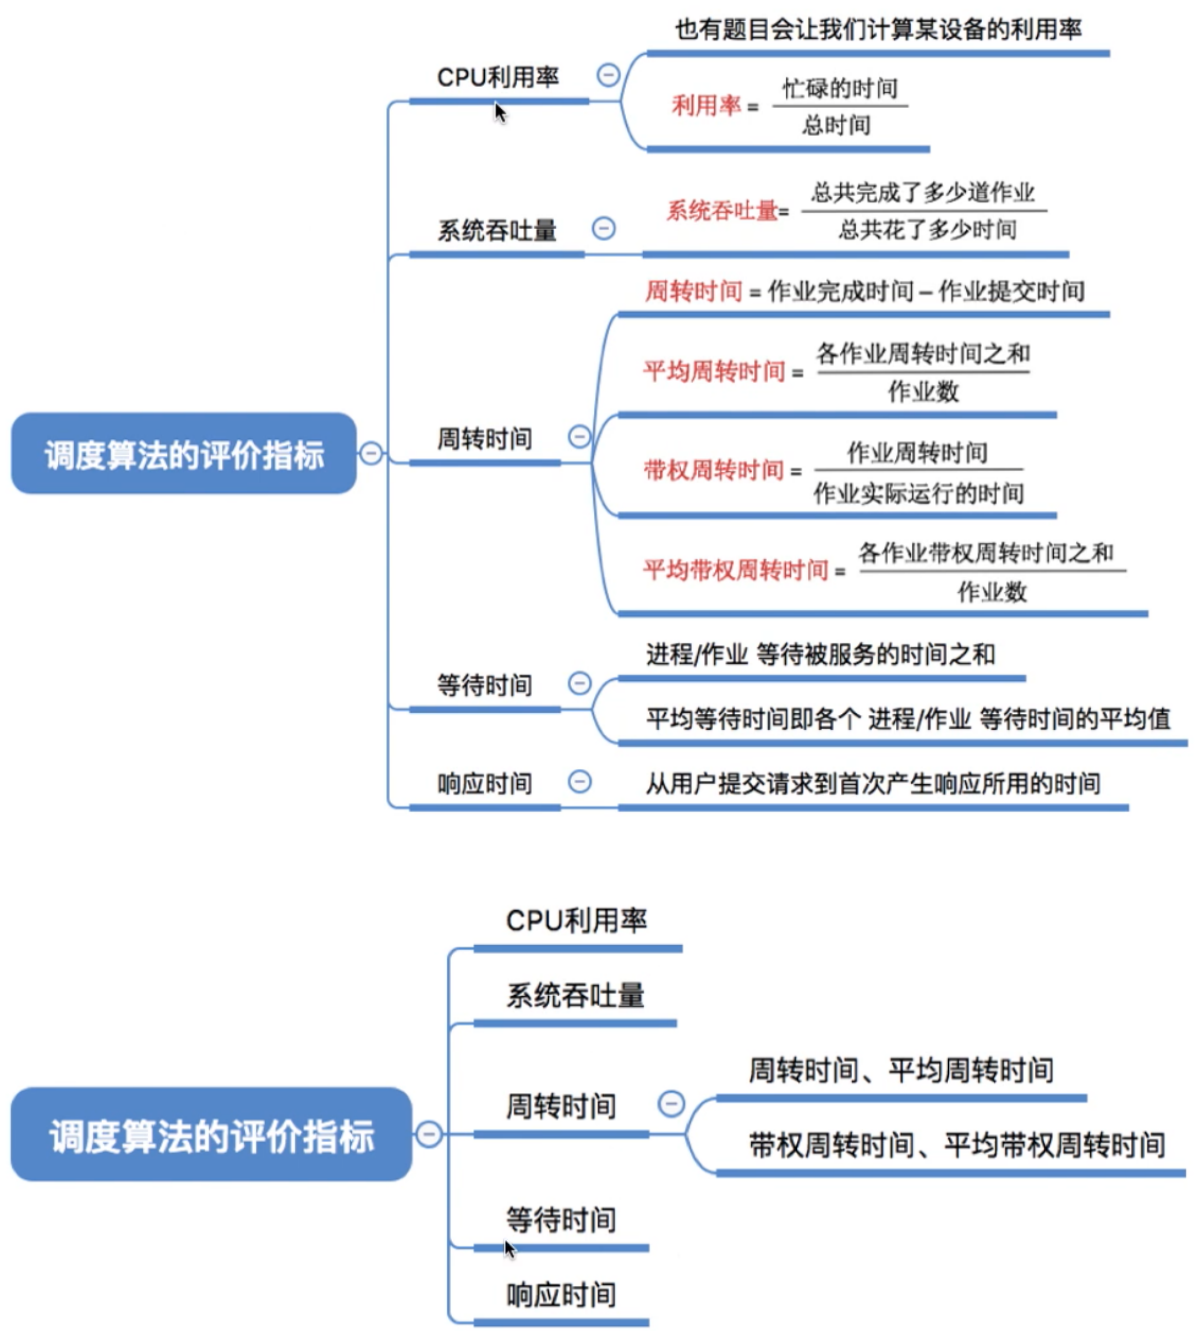 调度算法的评价指标
CPU利用率
也有题目会让我们计算某设备的利用率
利用率 = 忙碌的时间
总时间
系统吞吐量
系统吞吐量= 总共完成了多少道作业
总共花了多少时间
周转时间
周转时间 = 作业完成时间 – 作业提交时间
平均周转时间 = 各作业周转时间之和
作业数
带权周转时间 = 作业周转时间
作业实际运行的时间
平均带权周转时间 = 各作业带权周转时间之和
作业数
等待时间
进程/作业 等待被服务的时间之和
平均等待时间即各个 进程/作业 等待时间的平均值
响应时间
从用户提交请求到首次产生响应所用的时间
调度算法的评价指标
CPU利用率
系统吞吐量
周转时间
周转时间、平均周转时间
带权周转时间、平均带权周转时间
等待时间
响应时间